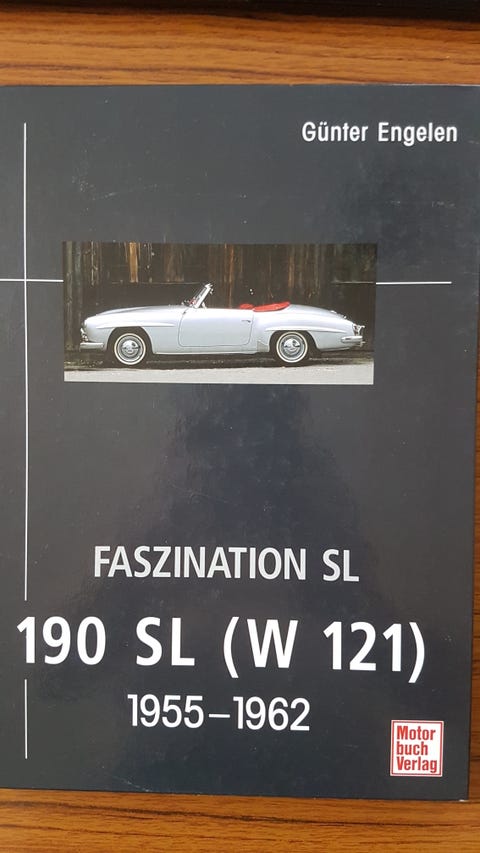 Günter Engelen
FASZINATION SL
190 SL (W 121)
1955–1962
Motor
buch
Verlag